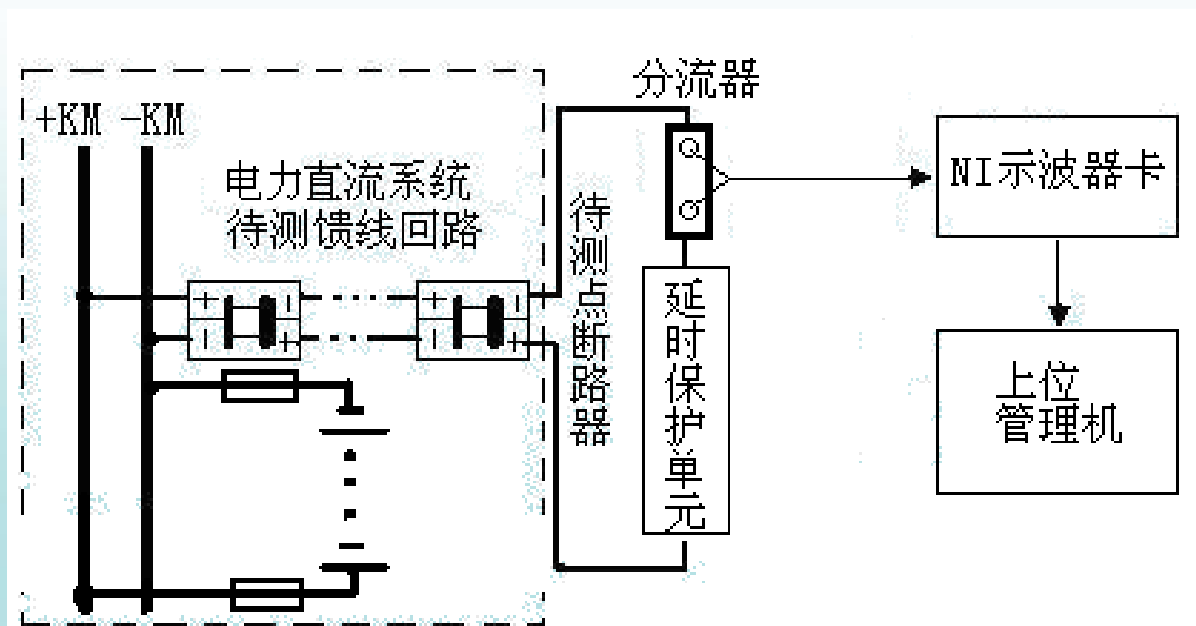 分流器
+KM -KM
电力直流系统
待测馈线回路
待测点断路器
延时保护单元
NI示波器卡
上位
管理机